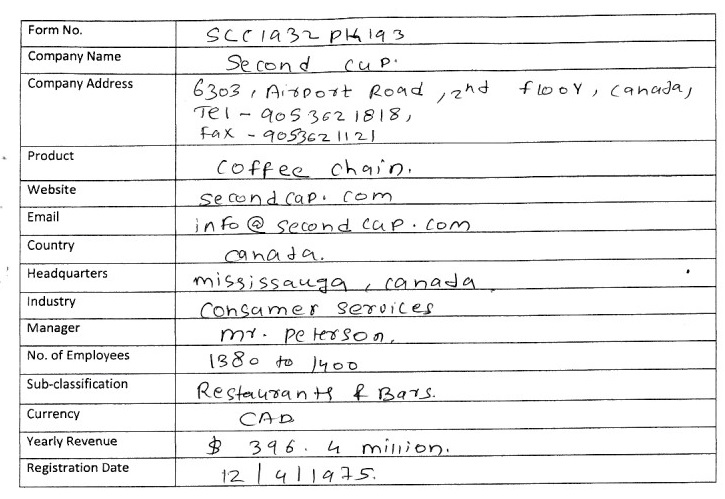 Form No. SCC1932PH193
Company Name Second cup.
Company Address 6303, Airport Road, 2nd floor, Canada,
Tel - 9053621818,
Fax - 9053621121
Product Coffee chain.
Website secondcap. com
Email info@secondcup.com
Country canada.
Headquarters mississauga, canada
Industry Consumer services
Manager mr. Peterson.
No. of Employees 1380 to 1400
Sub-classification Restaurants & Bars.
Currency CAD
Yearly Revenue $ 396.4 million.
Registration Date 12/4/1975.